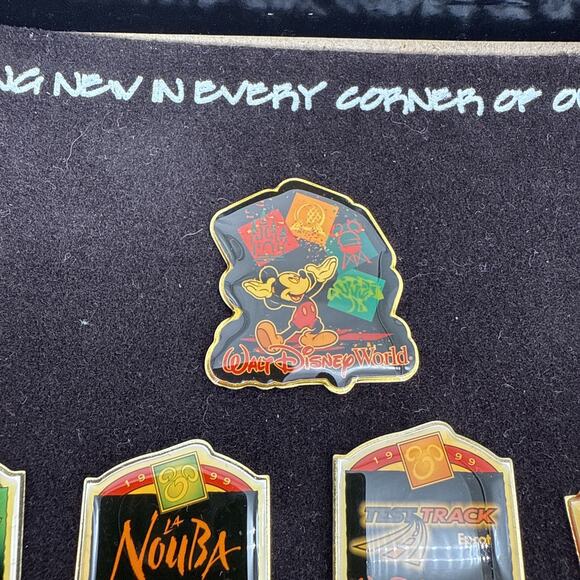 NG NEW IN EVERY CORNER OF O
WALT DISNEY World
1999
LA
NOUBA
1999
TEST TRACK
Epcot